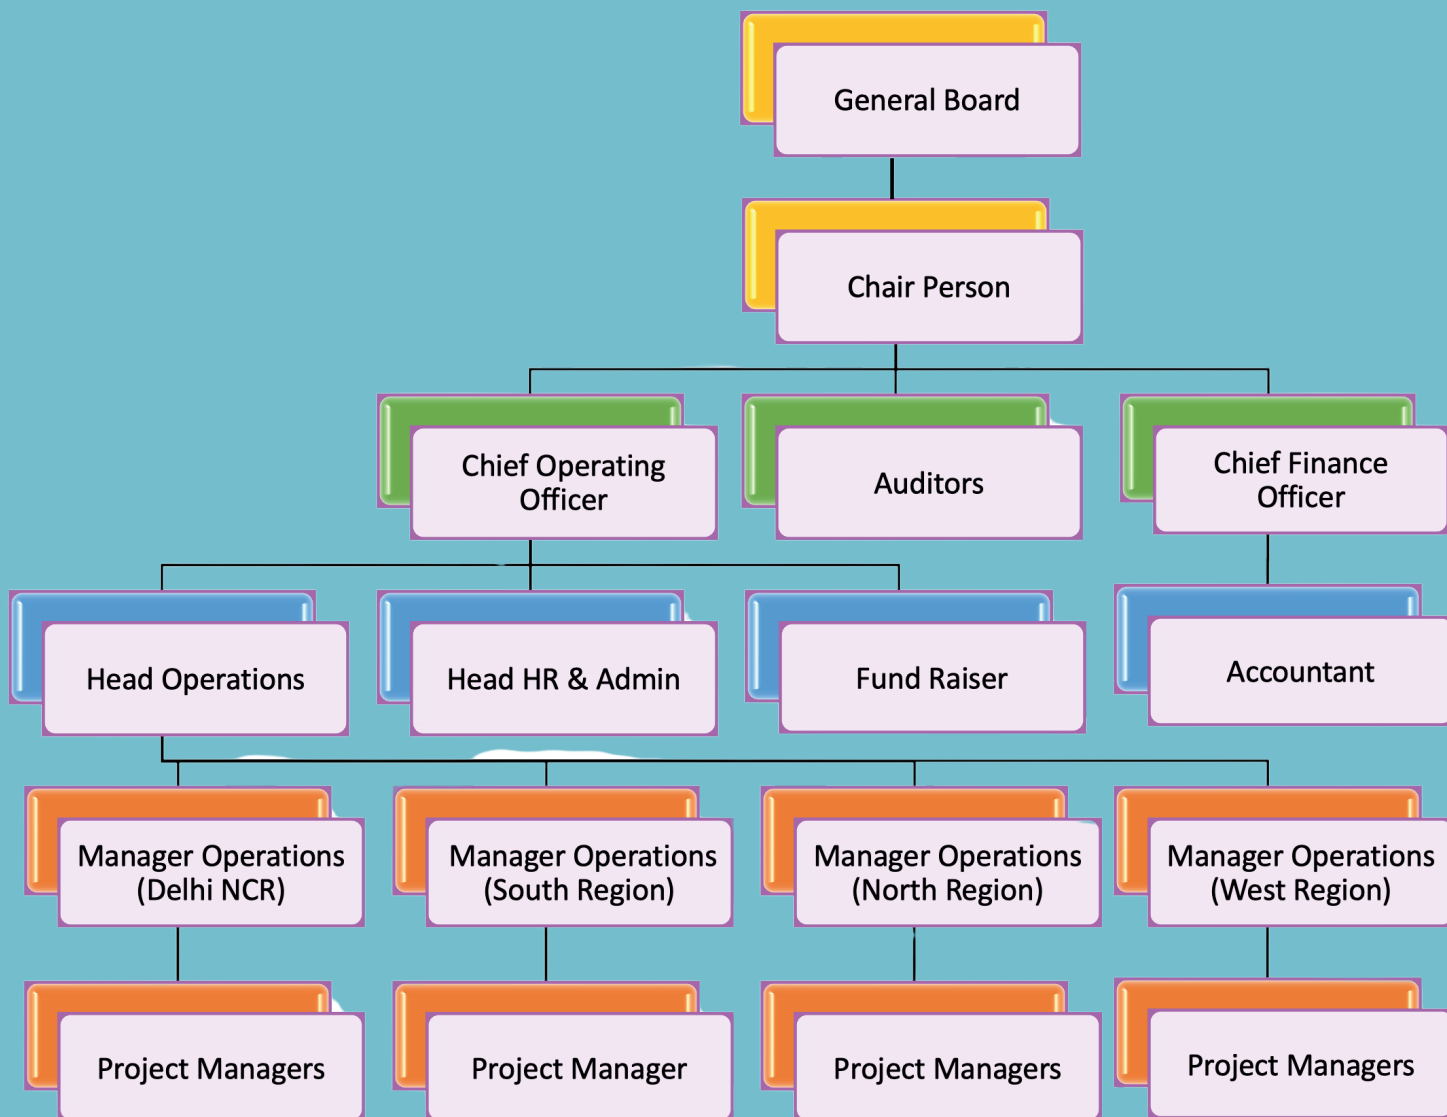 General Board
Chair Person
Chief Operating
Officer
Auditors
Chief Finance
Officer
Head Operations
Head HR & Admin
Fund Raiser
Accountant
Manager Operations
(Delhi NCR)
Manager Operations
(South Region)
Manager Operations
(North Region)
Manager Operations
(West Region)
Project Managers
Project Manager
Project Managers
Project Managers